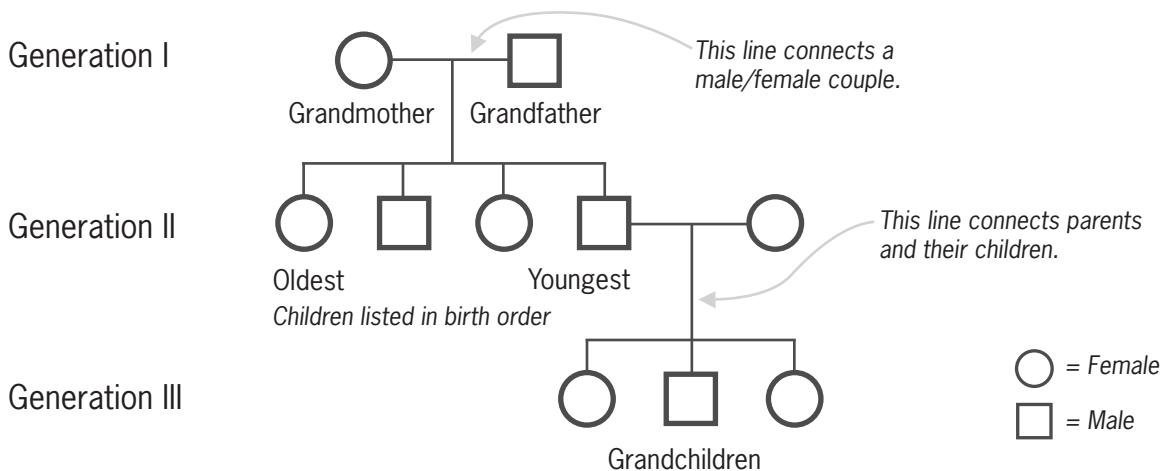 Generation I
This line connects a
male/female couple.
Grandmother
Grandfather
Generation II
This line connects parents
and their children.
Oldest
Youngest
Children listed in birth order
Generation III
= Female
= Male
Grandchildren